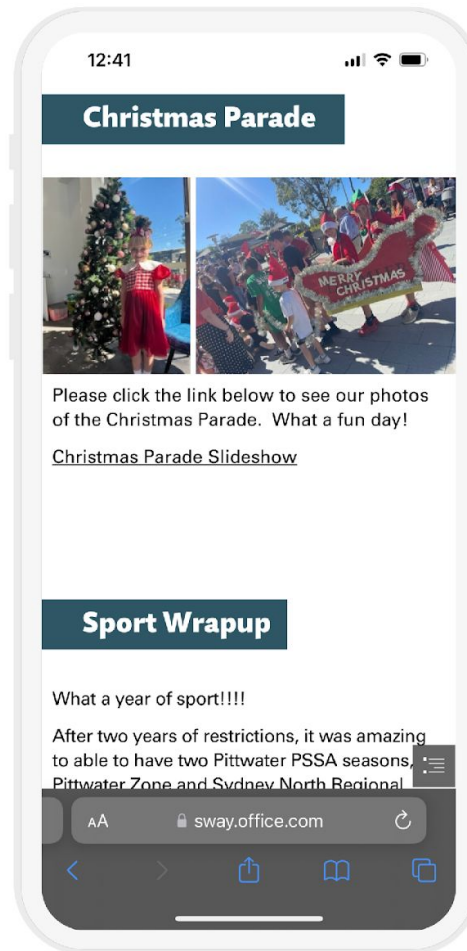 12:41
Christmas Parade
MERRY
CHRISTMAS
Please click the link below to see our photos
of the Christmas Parade. What a fun day!
Christmas Parade Slideshow
Sport Wrapup
What a year of sport!!!!
After two years of restrictions, it was amazing
to able to have two Pittwater PSSA seasons,
Pittwater Zone and Sydney North Regional
AA
sway.office.com